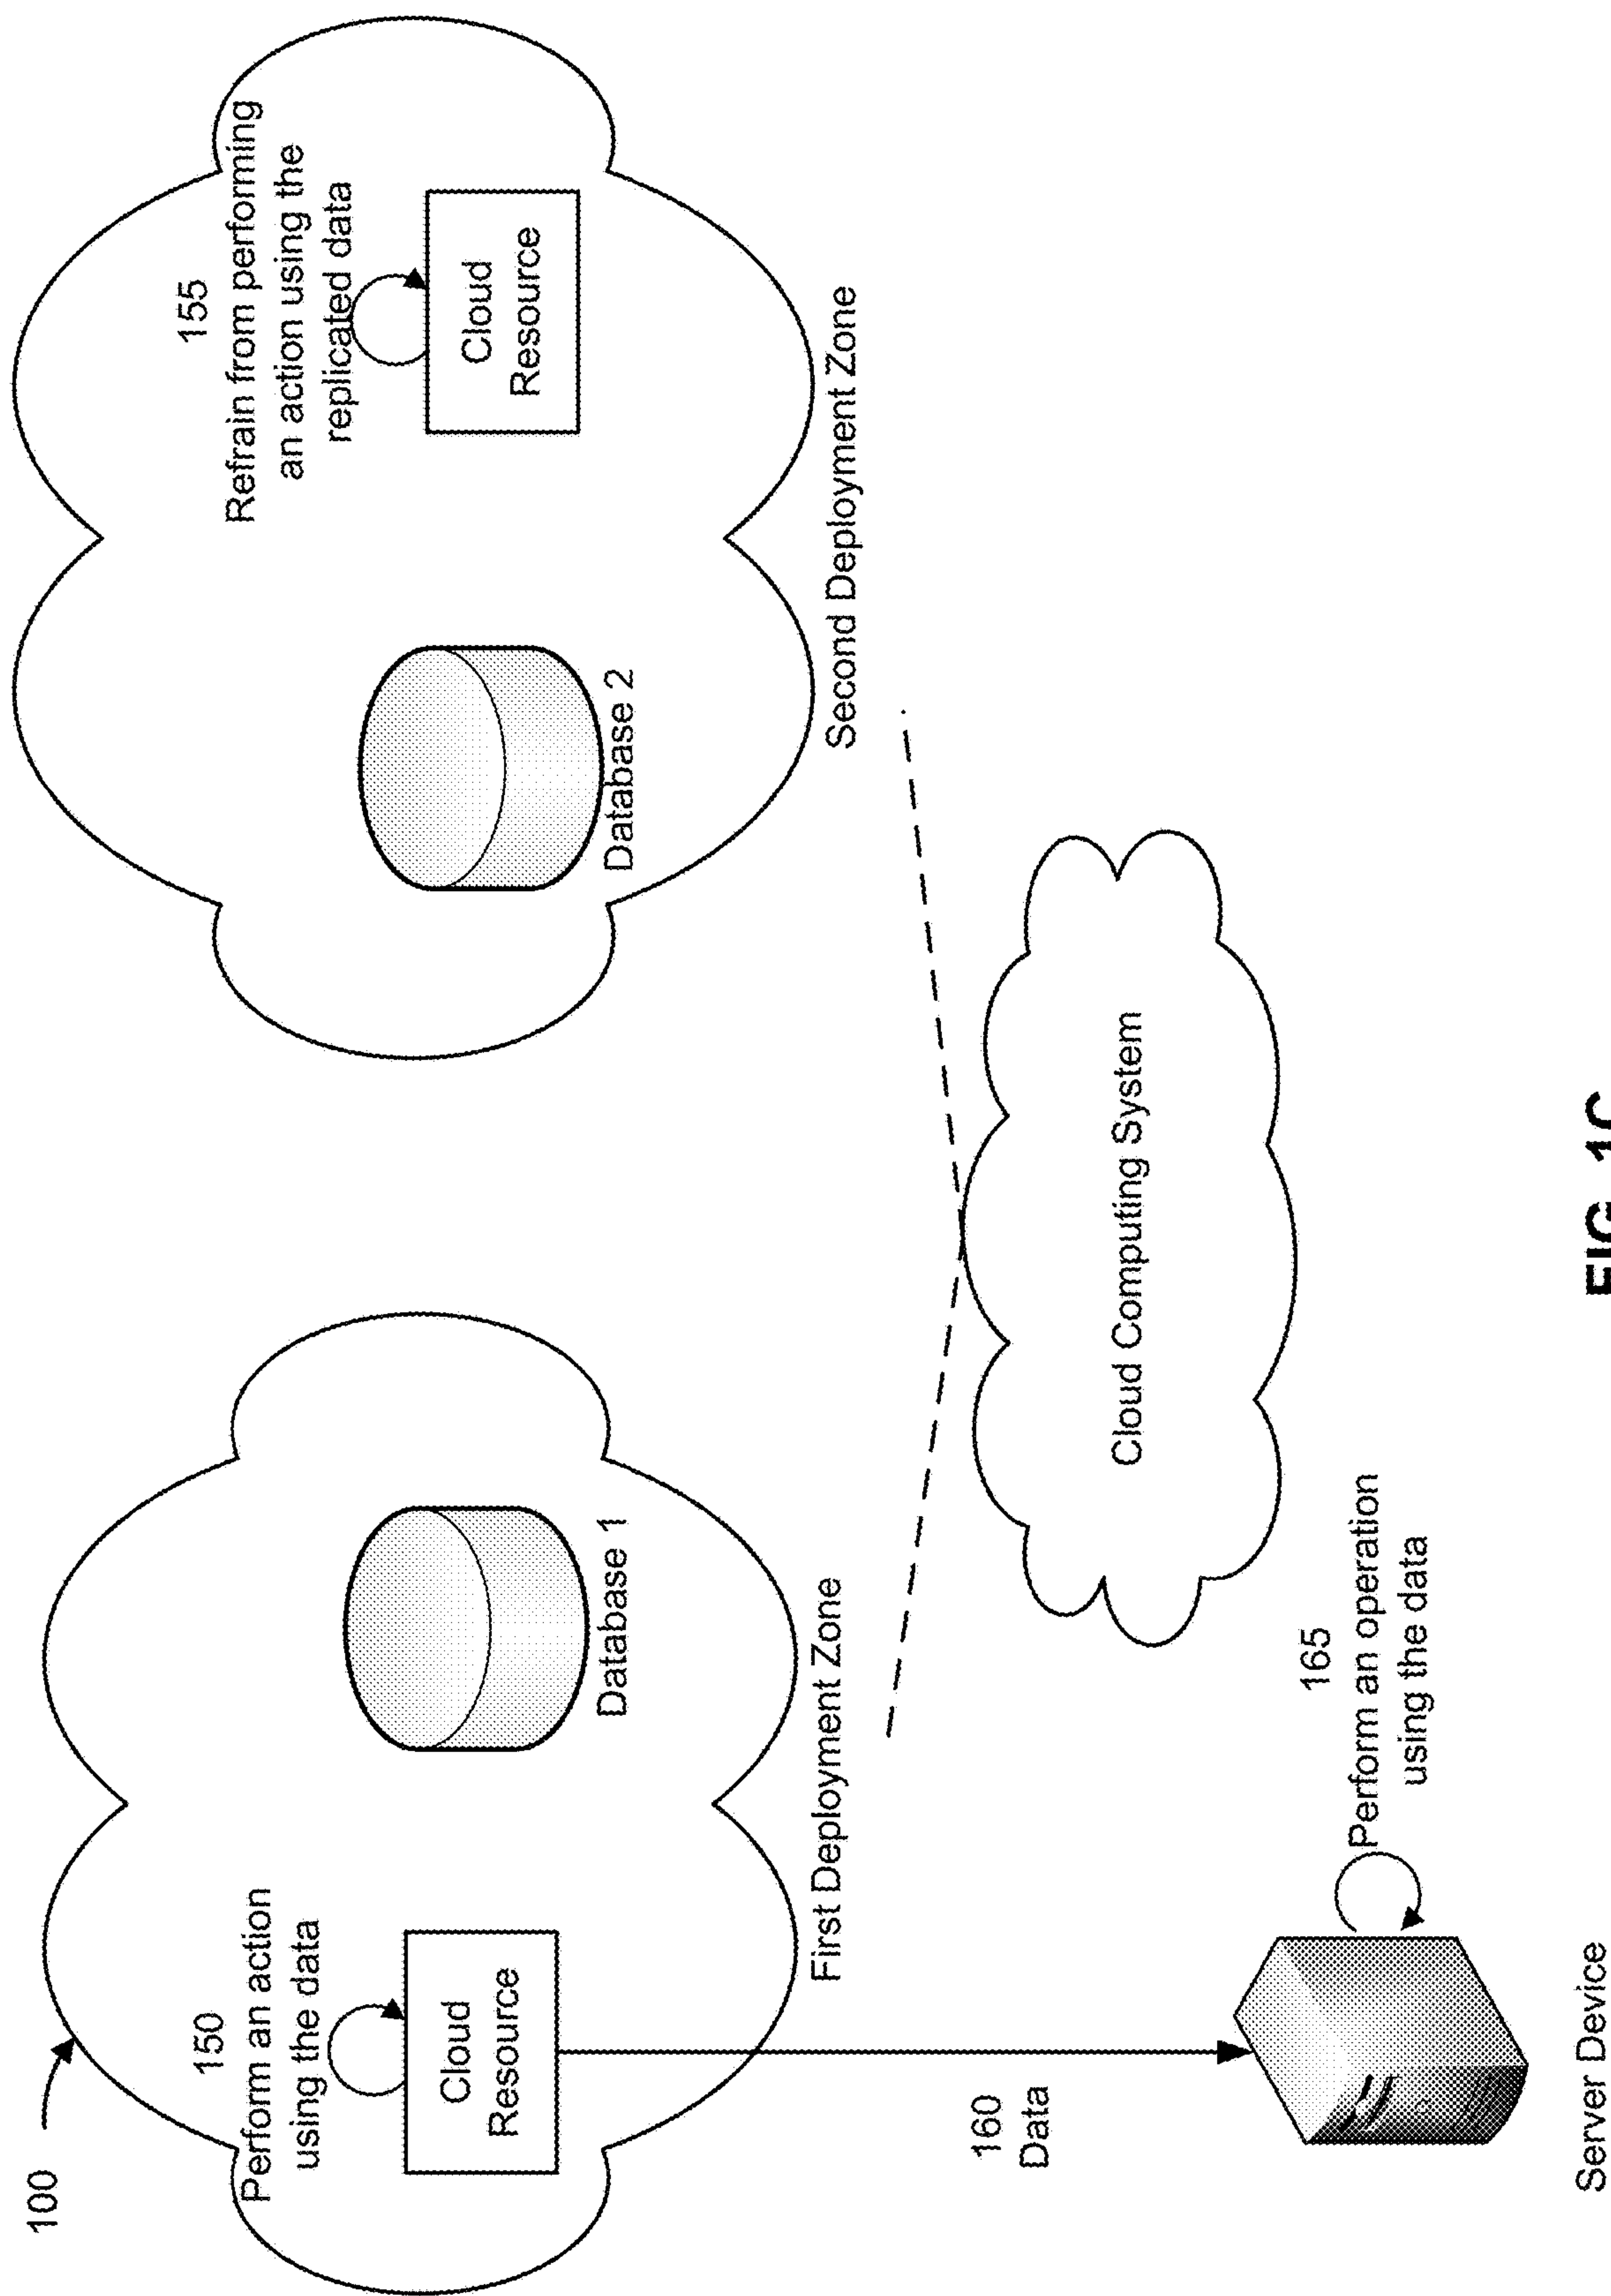 100
150
Perform an action
using the data
Cloud
Resource
Database 1
First Deployment Zone
155
Refrain from performing
an action using the
replicated data
Cloud
Resource
Database 2
Second Deployment Zone
Cloud Computing System
160
Data
165
Perform an operation
using the data
Server Device
FIG. 1C